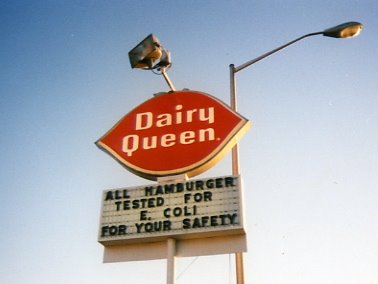 Dairy
Queen
ALL HAMBURGER
TESTED FOR
E. COLI
FOR YOUR SAFETY